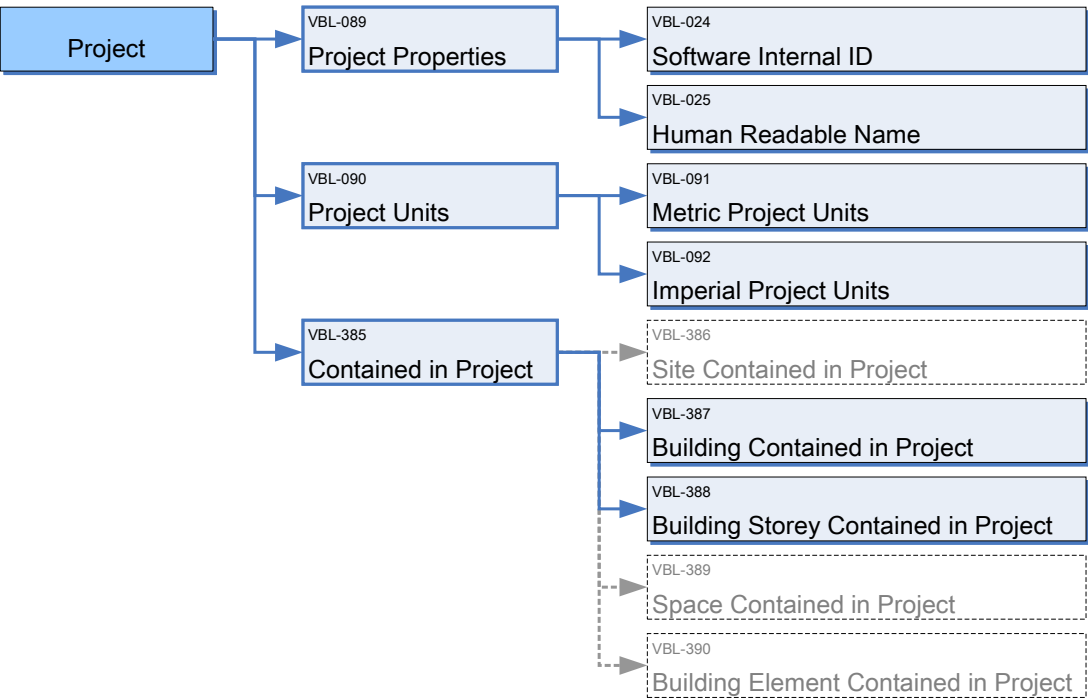 Project
VBL-089
Project Properties
VBL-024
Software Internal ID
VBL-025
Human Readable Name
VBL-090
Project Units
VBL-091
Metric Project Units
VBL-092
Imperial Project Units
VBL-385
Contained in Project
VBL-386
Site Contained in Project
VBL-387
Building Contained in Project
VBL-388
Building Storey Contained in Project
VBL-389
Space Contained in Project
VBL-390
Building Element Contained in Project